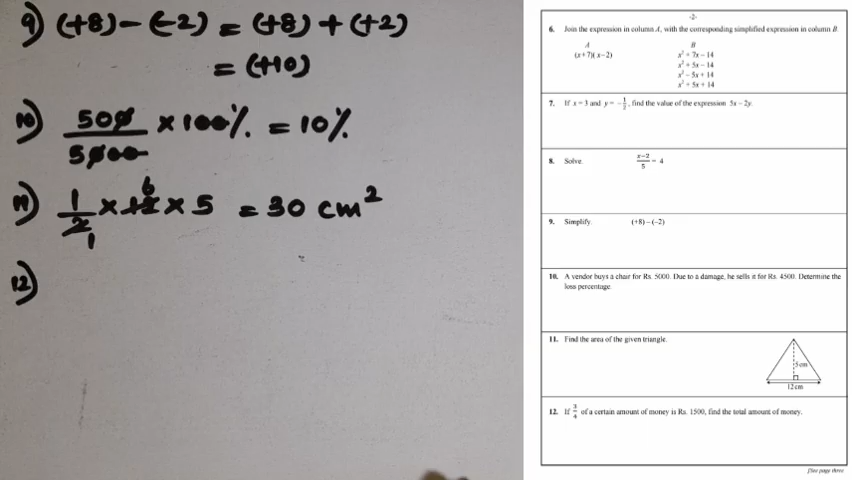 9) (+8) – (–2) = (+8) + (+2)
= (+10)
10) 500/5000 × 100% = 10%
11) 1/2 1 × 12 6 × 5 = 30 cm²
12)
-2-
6. Join the expression in column A, with the corresponding simplified expression in column B.
A B
(x+7)(x–2) x² + 7x – 14
x² + 5x – 14
x² – 5x + 14
x² + 5x + 14
7. If x = 3 and y = –1/2, find the value of the expression 5x – 2y.
8. Solve. (x–2)/5 = 4
9. Simplify. (+8) – (–2)
10. A vendor buys a chair for Rs. 5000. Due to a damage, he sells it for Rs. 4500. Determine the
loss percentage.
11. Find the area of the given triangle.
5 cm
12 cm
12. If 3/4 of a certain amount of money is Rs. 1500, find the total amount of money.
[See page three